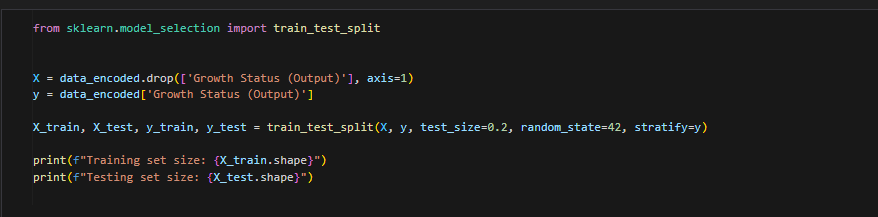 from sklearn.model_selection import train_test_split
X = data_encoded.drop(['Growth Status (Output)'], axis=1)
y = data_encoded['Growth Status (Output)']
X_train, X_test, y_train, y_test = train_test_split(X, y, test_size=0.2, random_state=42, stratify=y)
print(f"Training set size: {X_train.shape}")
print(f"Testing set size: {X_test.shape}")